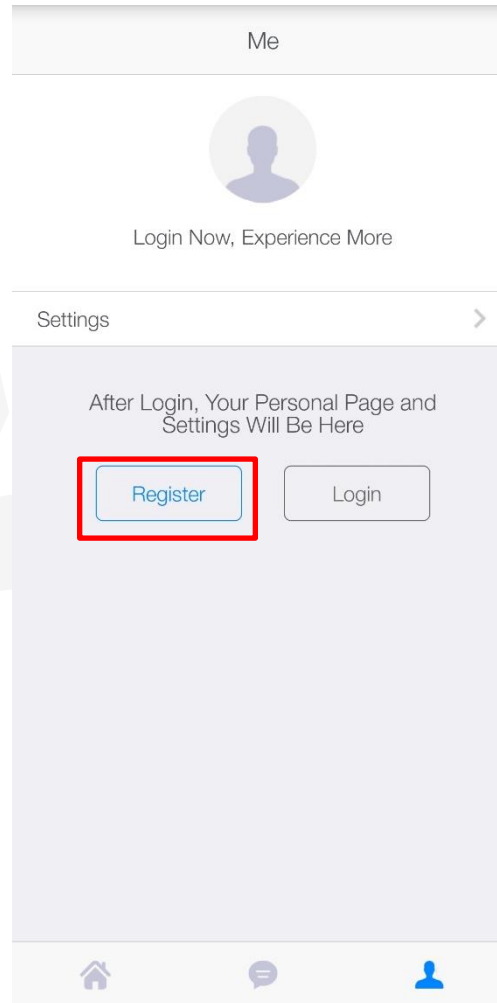 Me
Login Now, Experience More
Settings
After Login, Your Personal Page and
Settings Will Be Here
Register
Login